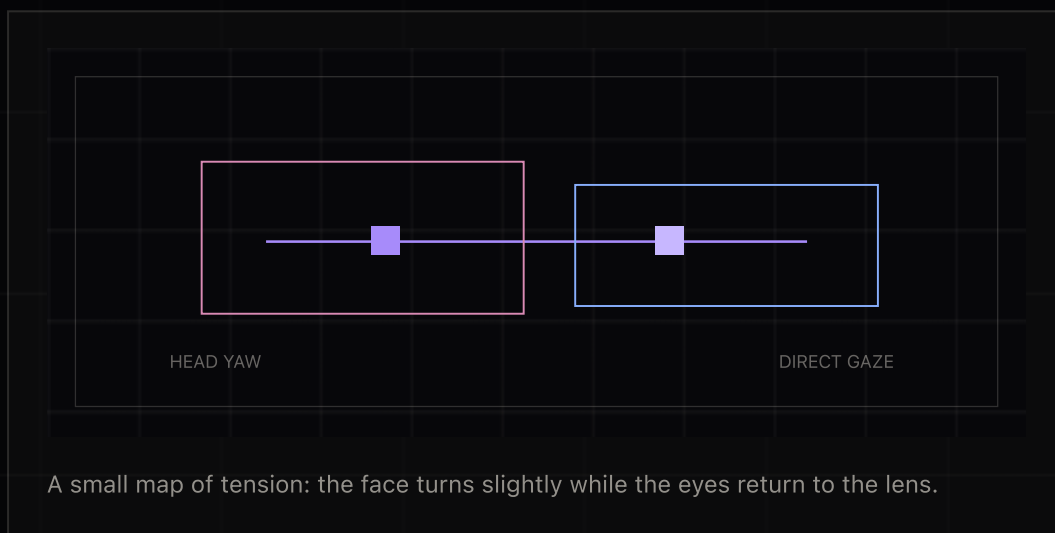 HEAD YAW
DIRECT GAZE
A small map of tension: the face turns slightly while the eyes return to the lens.